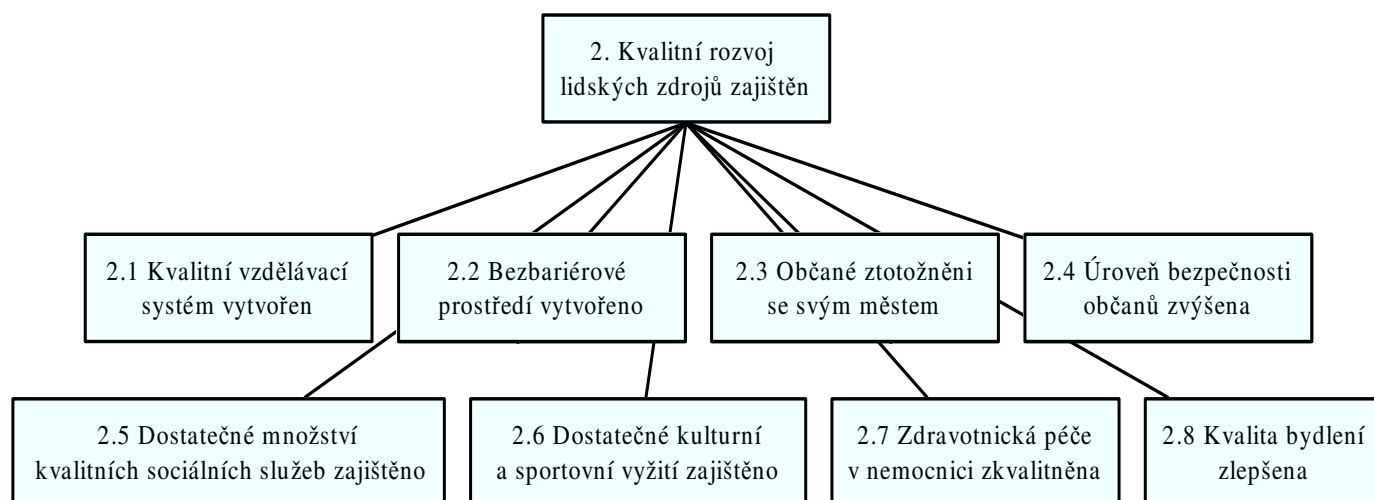 2. Kvalitní rozvoj
lidských zdrojů zajištěn
2.1 Kvalitní vzdělávací
systém vytvořen
2.2 Bezbariérové
prostředí vytvořeno
2.3 Občané ztotožněni
se svým městem
2.4 Úroveň bezpečnosti
občanů zvýšena
2.5 Dostatečné množství
kvalitních sociálních služeb zajištěno
2.6 Dostatečné kulturní
a sportovní vyžití zajištěno
2.7 Zdravotnická péče
v nemocnici zkvalitněna
2.8 Kvalita bydlení
zlepšena